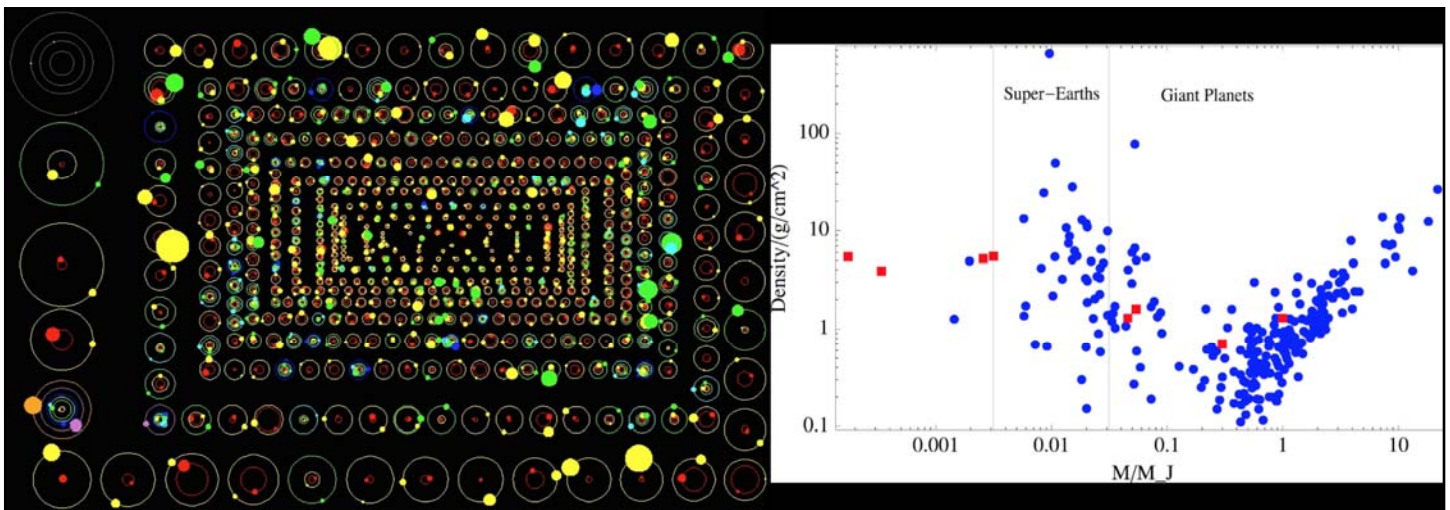 Super-Earths
Giant Planets
Density/(g/cm^2)
100
10
1
0.1
0.001
0.01
0.1
1
10
M/M_J